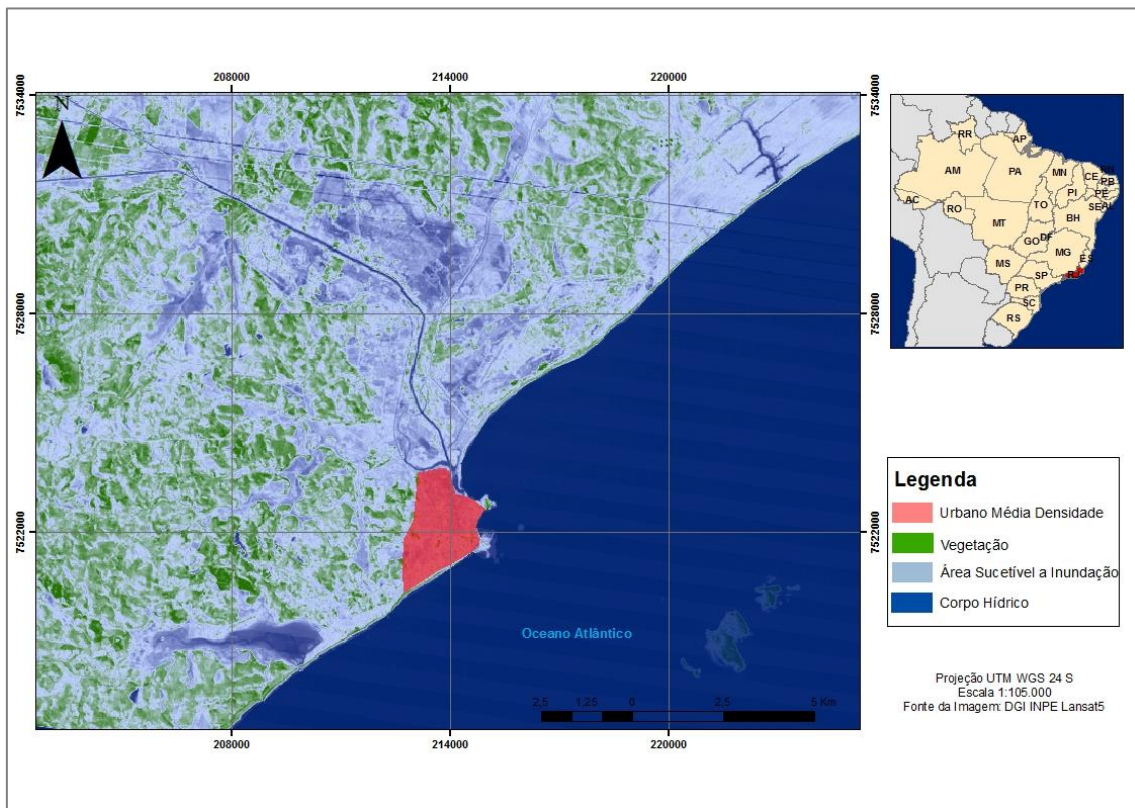 208000 214000 220000
7534000 7534000
N
7528000 7528000
7522000 7522000
Oceano Atlântico
2,5 1,25 0 2,5 5 Km
208000 214000 220000
RR AP
AM PA MN CE
PB
PI PE
AC RO TO SE AL
MT BH
GO DF
MS MG ES
SP
PR
SC
RS
Legenda
Urbano Média Densidade
Vegetação
Área Sucetível a Inundação
Corpo Hídrico
Projeção UTM WGS 24 S
Escala 1:105.000
Fonte da Imagem: DGI INPE Lansat5